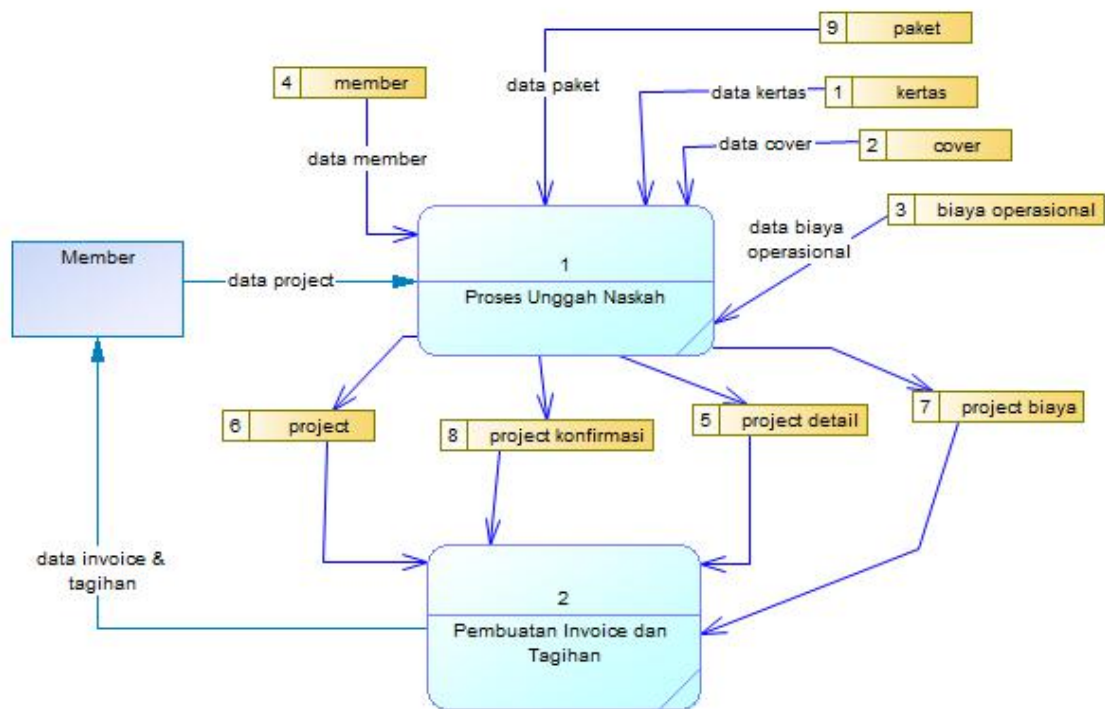 9 paket
4 member
data paket
data kertas
1 kertas
data cover
2 cover
data member
3 biaya operasional
data biaya
operasional
Member
1
data project
Proses Unggah Naskah
6 project
8 project konfirmasi
5 project detail
7 project biaya
data invoice &
tagihan
2
Pembuatan Invoice dan
Tagihan